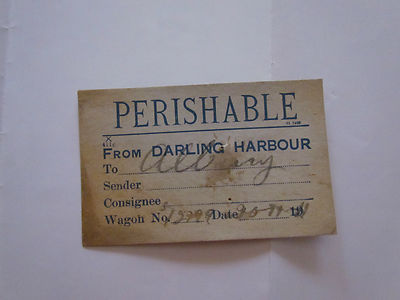 PERISHABLE
FROM DARLING HARBOUR
To Albury
Sender
Consignee
Wagon No. Date 19